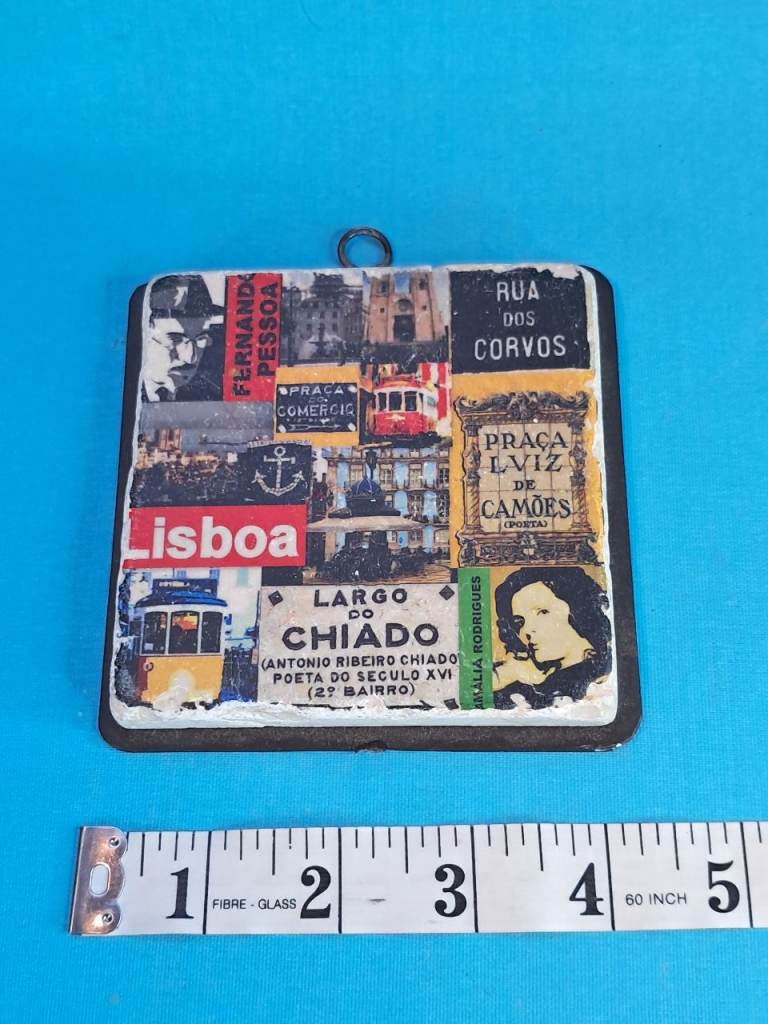 FERNANDO
PESSOA
RUA
DOS
CORVOS
PRAÇA
DO
COMERCIO
PRAÇA
LVIZ
DE
CAMÕES
(POETA)
Lisboa
LARGO
DO
CHIADO
(ANTONIO RIBEIRO CHIADO
POETA DO SECULO XVI
(2º BAIRRO)
AMÁLIA RODRIGUES
1 FIBRE - GLASS 2 3 4 60 INCH 5